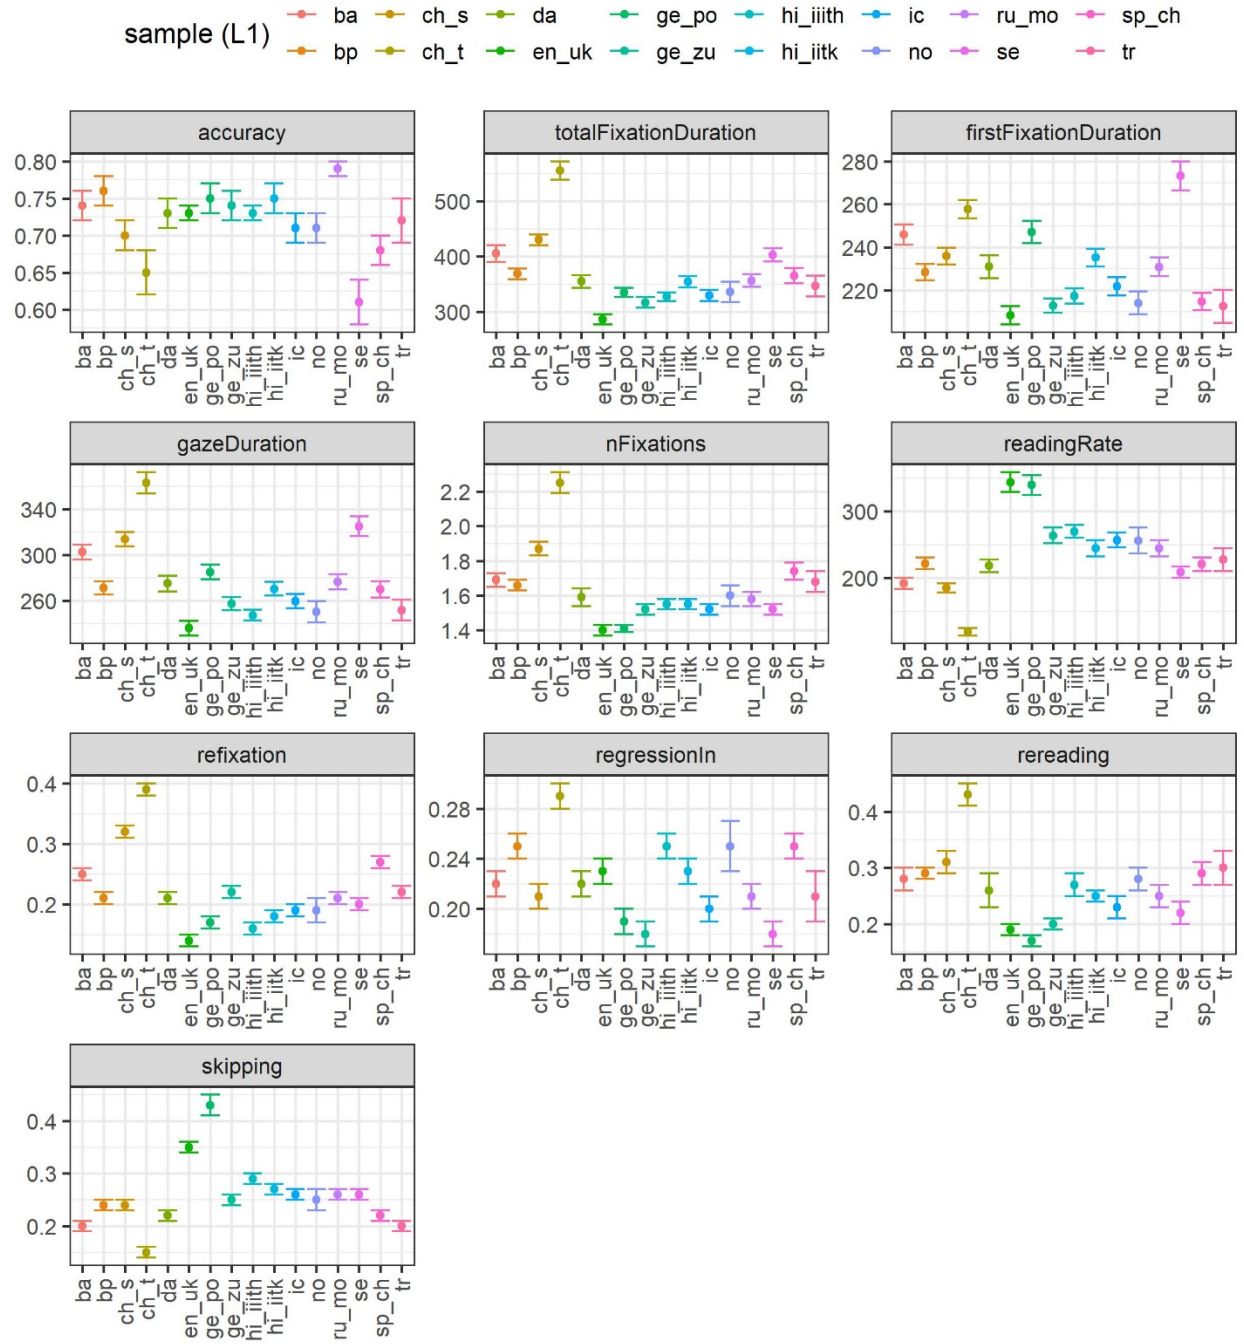 sample (L1) ba ch_s da ge_po hi_iiith ic ru_mo sp_ch
bp ch_t en_uk ge_zu hi_iitk no se tr
accuracy totalFixationDuration firstFixationDuration
0.80
0.75
0.70
0.65
0.60
500
400
300
280
260
240
220
ba bp ch_s ch_t da en_uk ge_po ge_zu hi_iiith hi_iitk ic no ru_mo se sp_ch tr
ba bp ch_s ch_t da en_uk ge_po ge_zu hi_iiith hi_iitk ic no ru_mo se sp_ch tr
ba bp ch_s ch_t da en_uk ge_po ge_zu hi_iiith hi_iitk ic no ru_mo se sp_ch tr
gazeDuration nFixations readingRate
340
300
260
2.2
2.0
1.8
1.6
1.4
300
200
ba bp ch_s ch_t da en_uk ge_po ge_zu hi_iiith hi_iitk ic no ru_mo se sp_ch tr
ba bp ch_s ch_t da en_uk ge_po ge_zu hi_iiith hi_iitk ic no ru_mo se sp_ch tr
ba bp ch_s ch_t da en_uk ge_po ge_zu hi_iiith hi_iitk ic no ru_mo se sp_ch tr
refixation regressionIn rereading
0.4
0.3
0.2
0.28
0.24
0.20
0.4
0.3
0.2
ba bp ch_s ch_t da en_uk ge_po ge_zu hi_iiith hi_iitk ic no ru_mo se sp_ch tr
ba bp ch_s ch_t da en_uk ge_po ge_zu hi_iiith hi_iitk ic no ru_mo se sp_ch tr
ba bp ch_s ch_t da en_uk ge_po ge_zu hi_iiith hi_iitk ic no ru_mo se sp_ch tr
skipping
0.4
0.3
0.2
ba bp ch_s ch_t da en_uk ge_po ge_zu hi_iiith hi_iitk ic no ru_mo se sp_ch tr